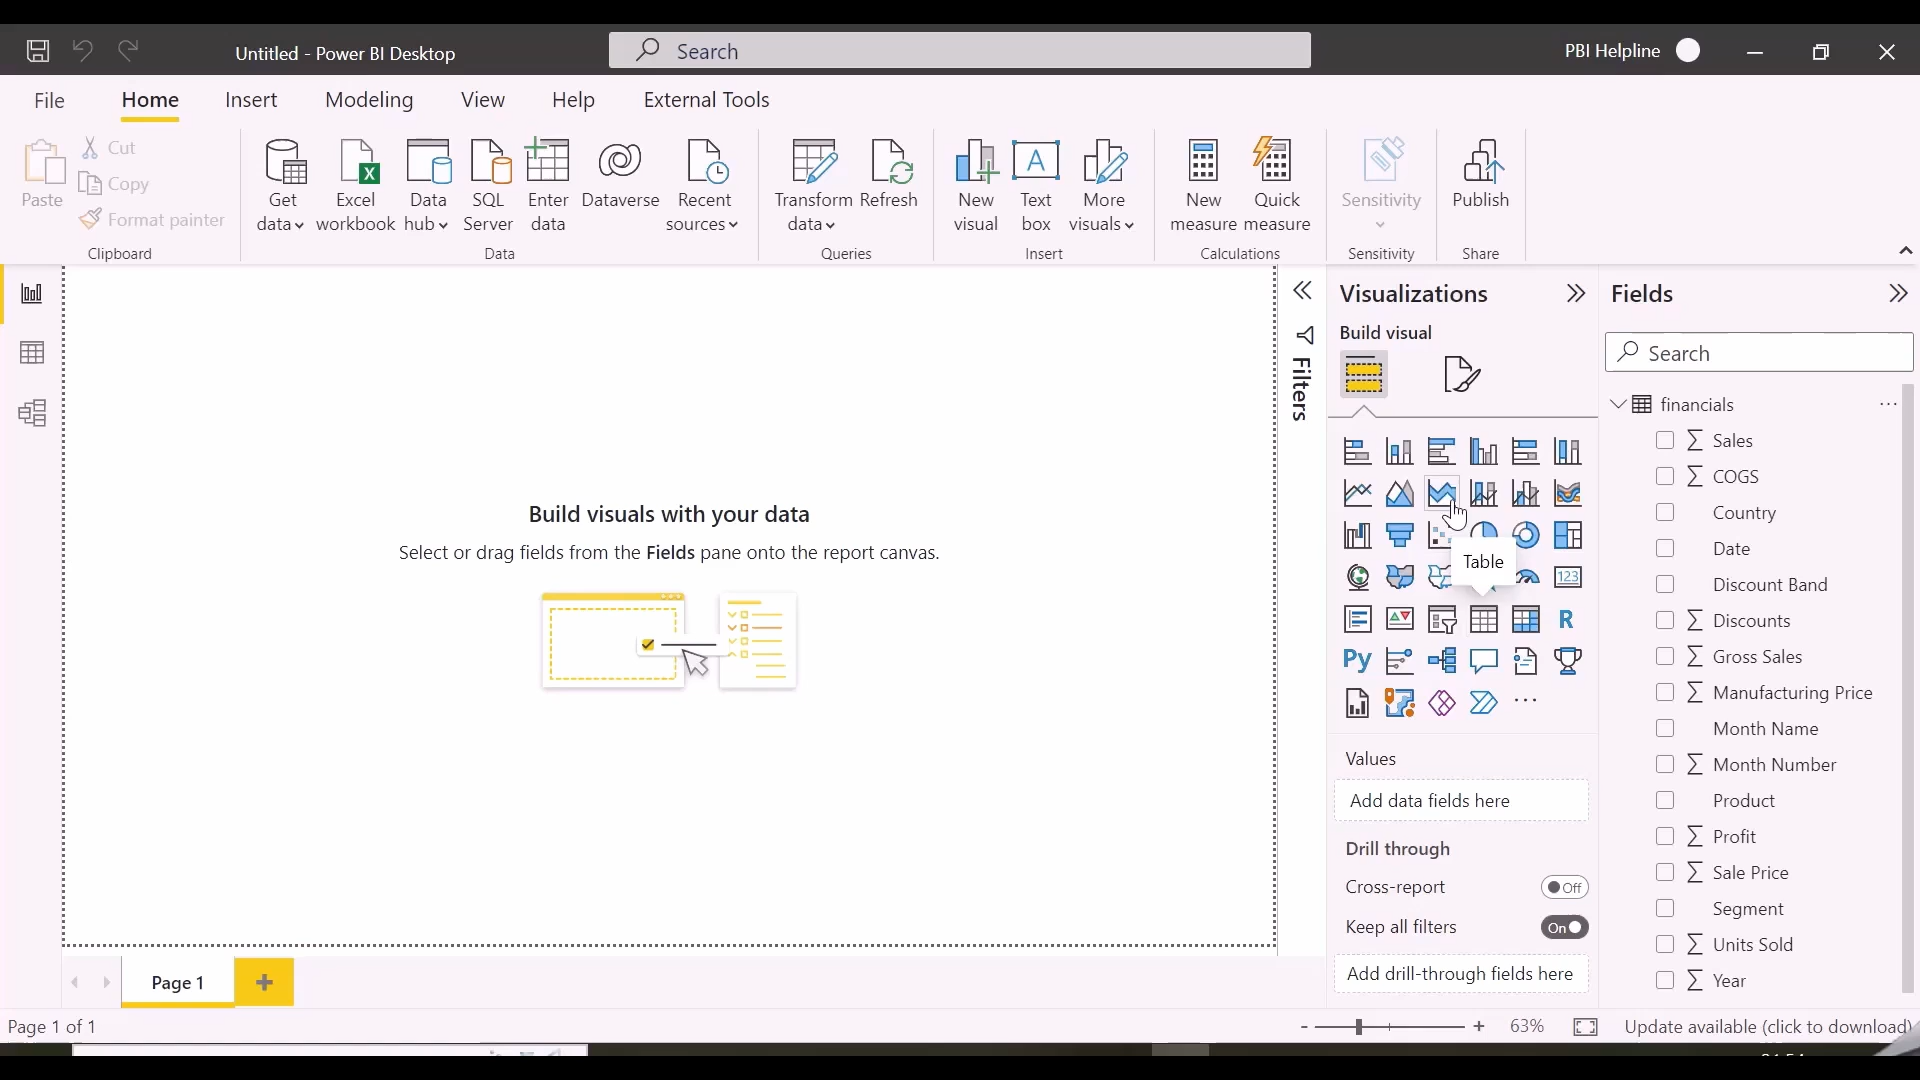 Untitled - Power BI Desktop
Search
PBI Helpline
File
Home
Insert
Modeling
View
Help
External Tools
Paste
Cut
Copy
Format painter
Clipboard
Get data
Excel workbook
Data hub
SQL Server
Enter data
Dataverse
Recent sources
Data
Transform data
Refresh
Queries
New visual
Text box
More visuals
Insert
New measure
Quick measure
Calculations
Sensitivity
Sensitivity
Publish
Share
Build visuals with your data
Select or drag fields from the Fields pane onto the report canvas.
Filters
Visualizations
Build visual
Table
123
R
Py
Values
Add data fields here
Drill through
Cross-report
Off
Keep all filters
On
Add drill-through fields here
Fields
Search
financials
Sales
COGS
Country
Date
Discount Band
Discounts
Gross Sales
Manufacturing Price
Month Name
Month Number
Product
Profit
Sale Price
Segment
Units Sold
Year
Page 1
Page 1 of 1
63%
Update available (click to download)